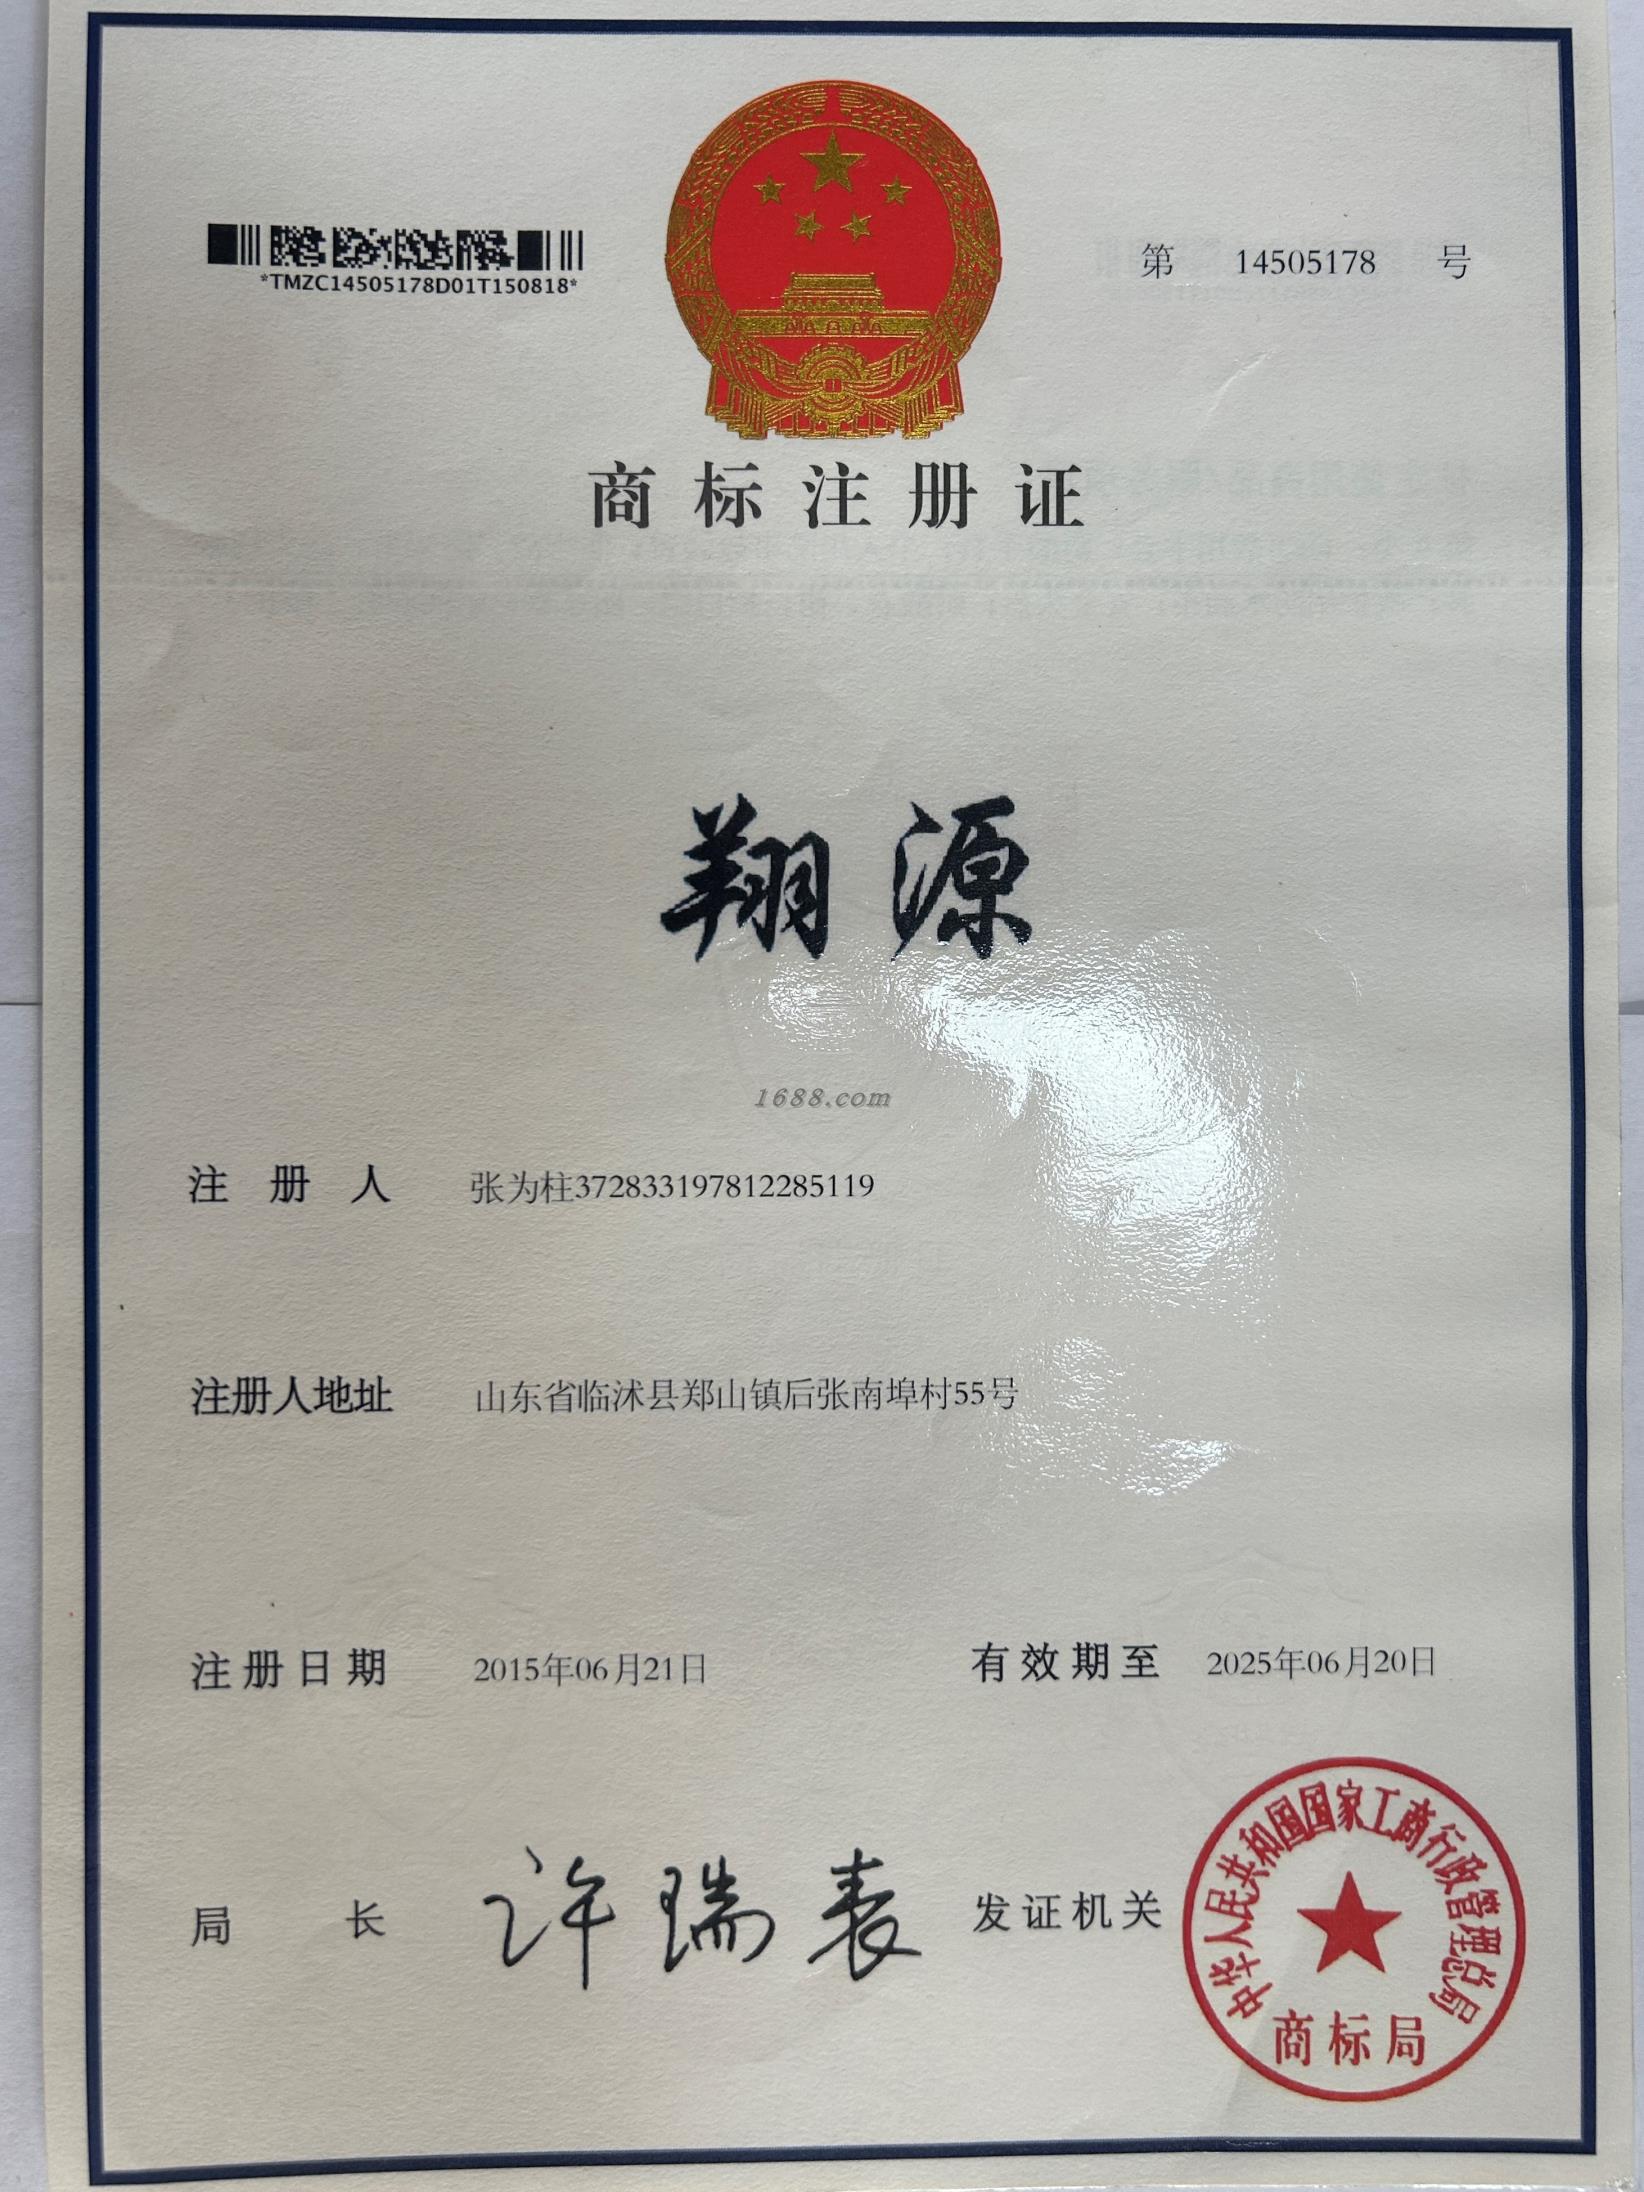 *TMZC14505178D01T150818*
第 14505178 号
商标注册证
翔源
1688.com
注册人 张为柱372833197812285119
注册人地址 山东省临沭县郑山镇后张南埠村55号
注册日期 2015年06月21日 有效期至 2025年06月20日
局长 许瑞表 发证机关
中华人民共和国国家工商行政管理总局
商标局